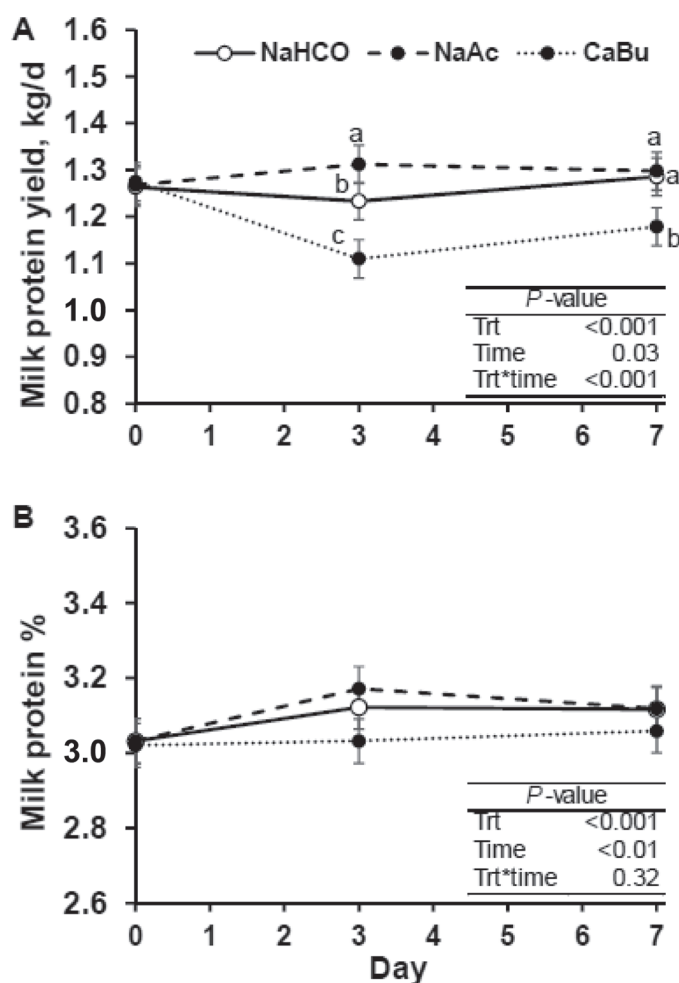 A
NaHCO NaAc CaBu
Milk protein yield, kg/d
1.6
1.5
1.4
1.3
1.2
1.1
1.0
0.9
0.8
a
b
c
a
a
b
P-value
Trt <0.001
Time 0.03
Trt*time <0.001
0 1 2 3 4 5 6 7
B
Milk protein %
3.6
3.4
3.2
3.0
2.8
2.6
P-value
Trt <0.001
Time <0.01
Trt*time 0.32
0 1 2 3 4 5 6 7
Day